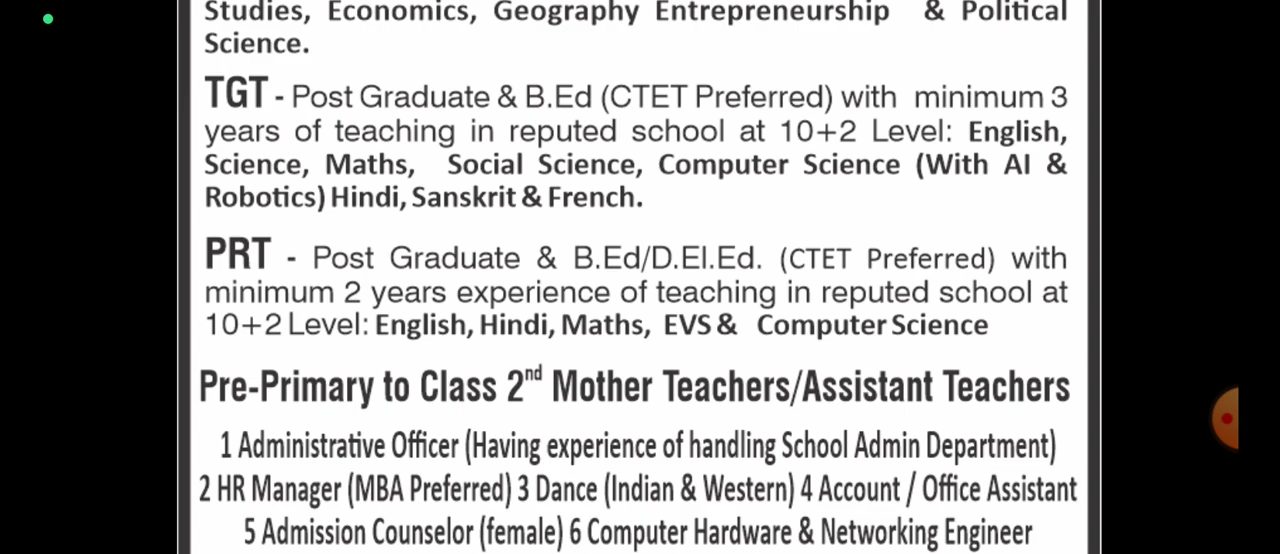 Studies, Economics, Geography Entrepreneurship & Political
Science.
TGT - Post Graduate & B.Ed (CTET Preferred) with minimum 3
years of teaching in reputed school at 10+2 Level: English,
Science, Maths, Social Science, Computer Science (With AI &
Robotics) Hindi, Sanskrit & French.
PRT - Post Graduate & B.Ed/D.El.Ed. (CTET Preferred) with
minimum 2 years experience of teaching in reputed school at
10+2 Level: English, Hindi, Maths, EVS & Computer Science
Pre-Primary to Class 2nd Mother Teachers/Assistant Teachers
1 Administrative Officer (Having experience of handling School Admin Department)
2 HR Manager (MBA Preferred) 3 Dance (Indian & Western) 4 Account / Office Assistant
5 Admission Counselor (female) 6 Computer Hardware & Networking Engineer